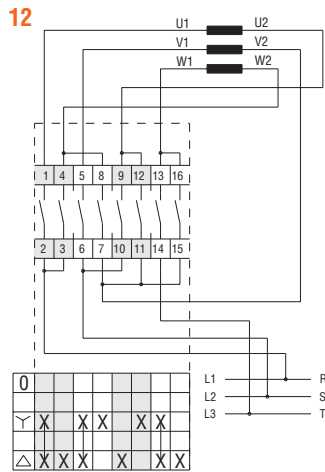 12
U1 U2
V1 V2
W1 W2
1 4 5 8 9 12 13 16
2 3 6 7 10 11 14 15
L1 R
L2 S
L3 T
0
X X X X X
X X X X X X